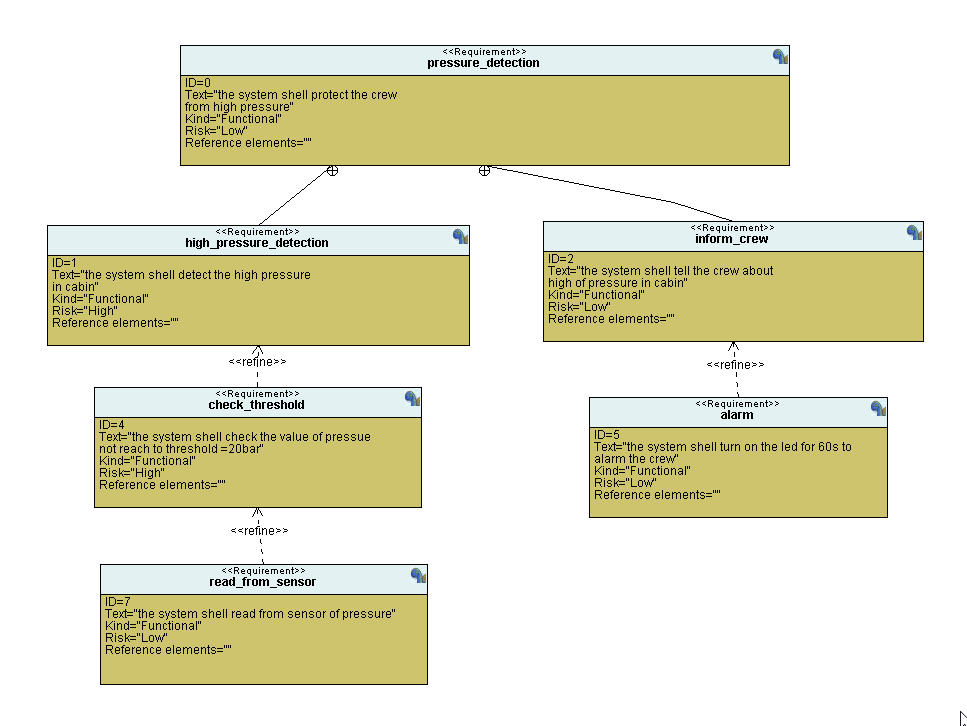 <<Requirement>>
pressure_detection
ID=0
Text="the system shell protect the crew
from high pressure"
Kind="Functional"
Risk="Low"
Reference elements=""
<<Requirement>>
high_pressure_detection
ID=1
Text="the system shell detect the high pressure
in cabin"
Kind="Functional"
Risk="High"
Reference elements=""
<<Requirement>>
inform_crew
ID=2
Text="the system shell tell the crew about
high of pressure in cabin"
Kind="Functional"
Risk="Low"
Reference elements=""
<<refine>>
<<refine>>
<<Requirement>>
check_threshold
ID=4
Text="the system shell check the value of pressue
not reach to threshold =20bar"
Kind="Functional"
Risk="High"
Reference elements=""
<<Requirement>>
alarm
ID=5
Text="the system shell turn on the led for 60s to
alarm the crew"
Kind="Functional"
Risk="Low"
Reference elements=""
<<refine>>
<<Requirement>>
read_from_sensor
ID=7
Text="the system shell read from sensor of pressure"
Kind="Functional"
Risk="Low"
Reference elements=""